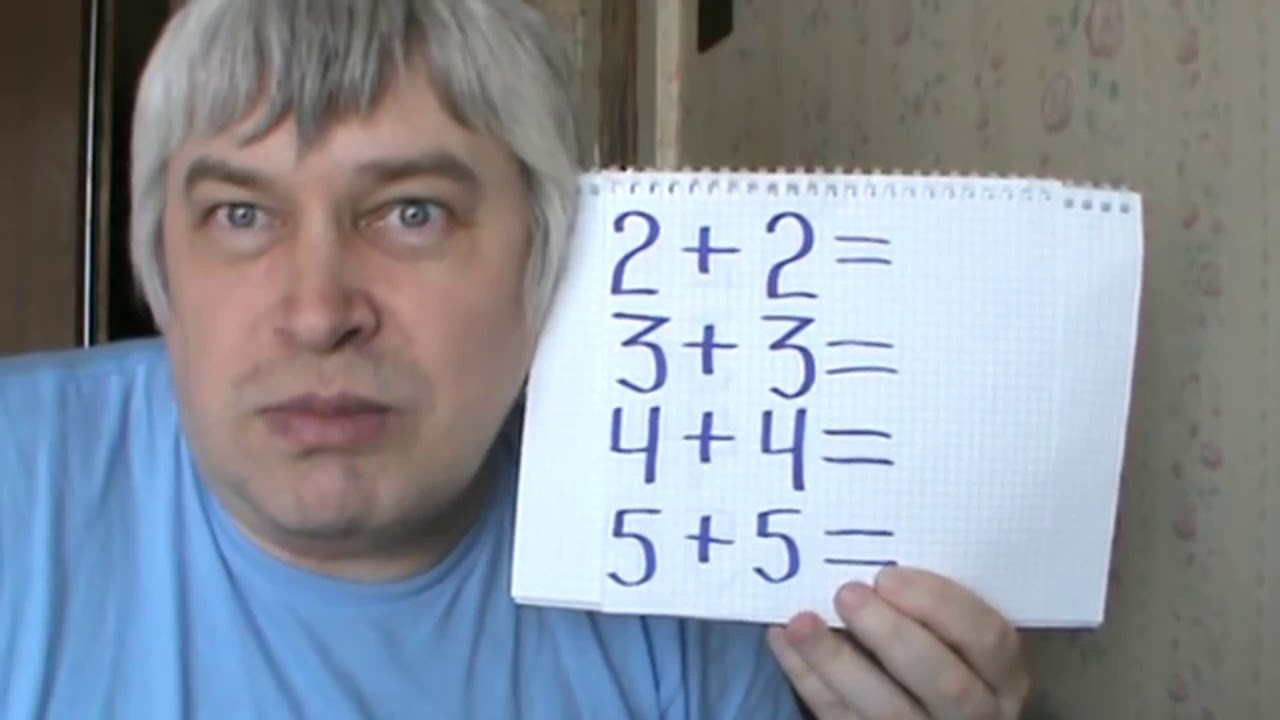 2 + 2 =
3 + 3 =
4 + 4 =
5 + 5 =